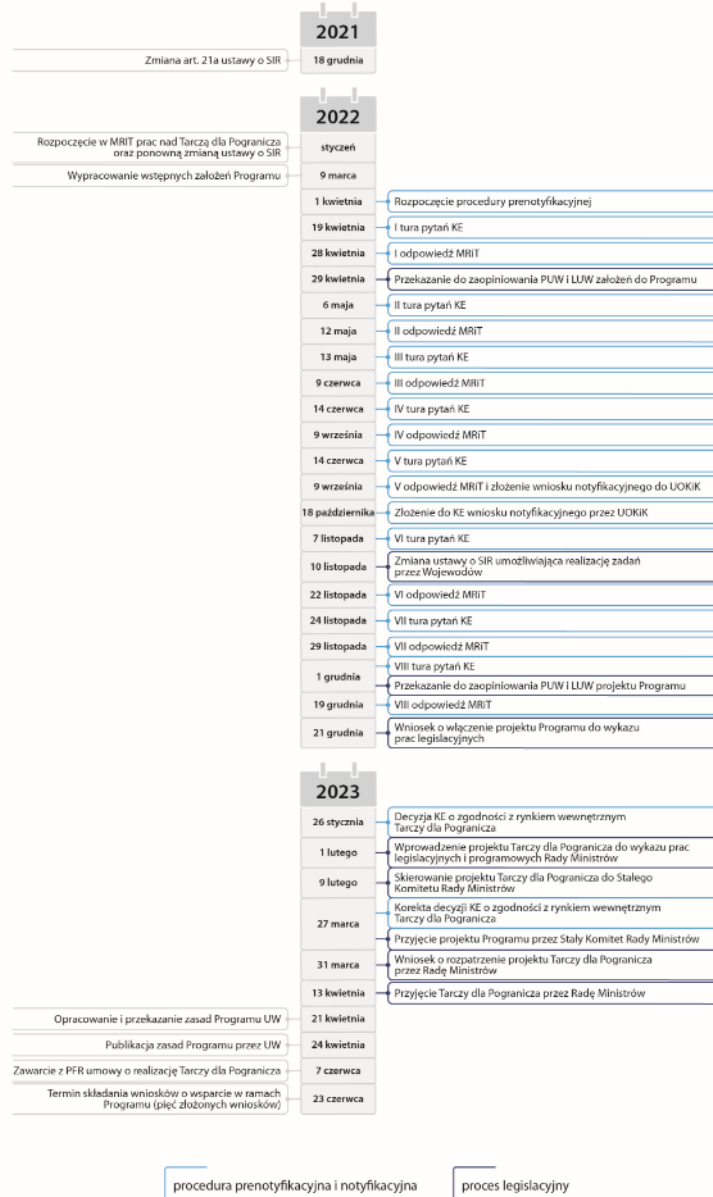 2021
Zmiana art. 21a ustawy o SIR
18 grudnia
2022
Rozpoczęcie w MRIT prac nad Tarczą dla Pogranicza
oraz ponowną zmianą ustawy o SIR
styczeń
Wypracowanie wstępnych założeń Programu
9 marca
1 kwietnia
Rozpoczęcie procedury prenotyfikacyjnej
19 kwietnia
I tura pytań KE
28 kwietnia
I odpowiedź MRiT
29 kwietnia
Przekazanie do zaopiniowania PUW i LUW założeń do Programu
6 maja
II tura pytań KE
12 maja
II odpowiedź MRiT
13 maja
III tura pytań KE
9 czerwca
III odpowiedź MRiT
14 czerwca
IV tura pytań KE
9 września
IV odpowiedź MRiT
14 czerwca
V tura pytań KE
9 września
V odpowiedź MRiT i złożenie wniosku notyfikacyjnego do UOKiK
18 października
Złożenie do KE wniosku notyfikacyjnego przez UOKiK
7 listopada
VI tura pytań KE
10 listopada
Zmiana ustawy o SIR umożliwiająca realizację zadań
przez Wojewodów
22 listopada
VI odpowiedź MRiT
24 listopada
VII tura pytań KE
29 listopada
VII odpowiedź MRiT
1 grudnia
VIII tura pytań KE
Przekazanie do zaopiniowania PUW i LUW projektu Programu
19 grudnia
VIII odpowiedź MRiT
21 grudnia
Wniosek o włączenie projektu Programu do wykazu
prac legislacyjnych
2023
26 stycznia
Decyzja KE o zgodności z rynkiem wewnętrznym
Tarczy dla Pogranicza
1 lutego
Wprowadzenie projektu Tarczy dla Pogranicza do wykazu prac
legislacyjnych i programowych Rady Ministrów
9 lutego
Skierowanie projektu Tarczy dla Pogranicza do Stałego
Komitetu Rady Ministrów
27 marca
Korekta decyzji KE o zgodności z rynkiem wewnętrznym
Tarczy dla Pogranicza
Przyjęcie projektu Programu przez Stały Komitet Rady Ministrów
31 marca
Wniosek o rozpatrzenie projektu Tarczy dla Pogranicza
przez Radę Ministrów
13 kwietnia
Przyjęcie Tarczy dla Pogranicza przez Radę Ministrów
Opracowanie i przekazanie zasad Programu UW
21 kwietnia
Publikacja zasad Programu przez UW
24 kwietnia
Zawarcie z PFR umowy o realizację Tarczy dla Pogranicza
7 czerwca
Termin składania wniosków o wsparcie w ramach
Programu (pięć złożonych wniosków)
23 czerwca
procedura prenotyfikacyjna i notyfikacyjna
proces legislacyjny